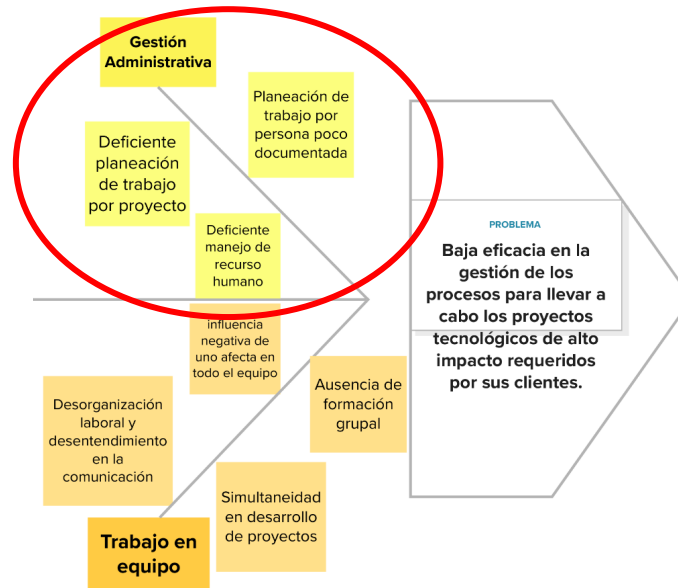 Gestión
Administrativa
Planeación de
trabajo por
persona poco
documentada
Deficiente
planeación
de trabajo
por proyecto
Deficiente
manejo de
recurso
humano
PROBLEMA
Baja eficacia en la
gestión de los
procesos para llevar a
cabo los proyectos
tecnológicos de alto
impacto requeridos
por sus clientes.
influencia
negativa de
uno afecta en
todo el equipo
Ausencia de
formación
grupal
Desorganización
laboral y
desentendimiento
en la
comunicación
Simultaneidad
en desarrollo
de proyectos
Trabajo en
equipo